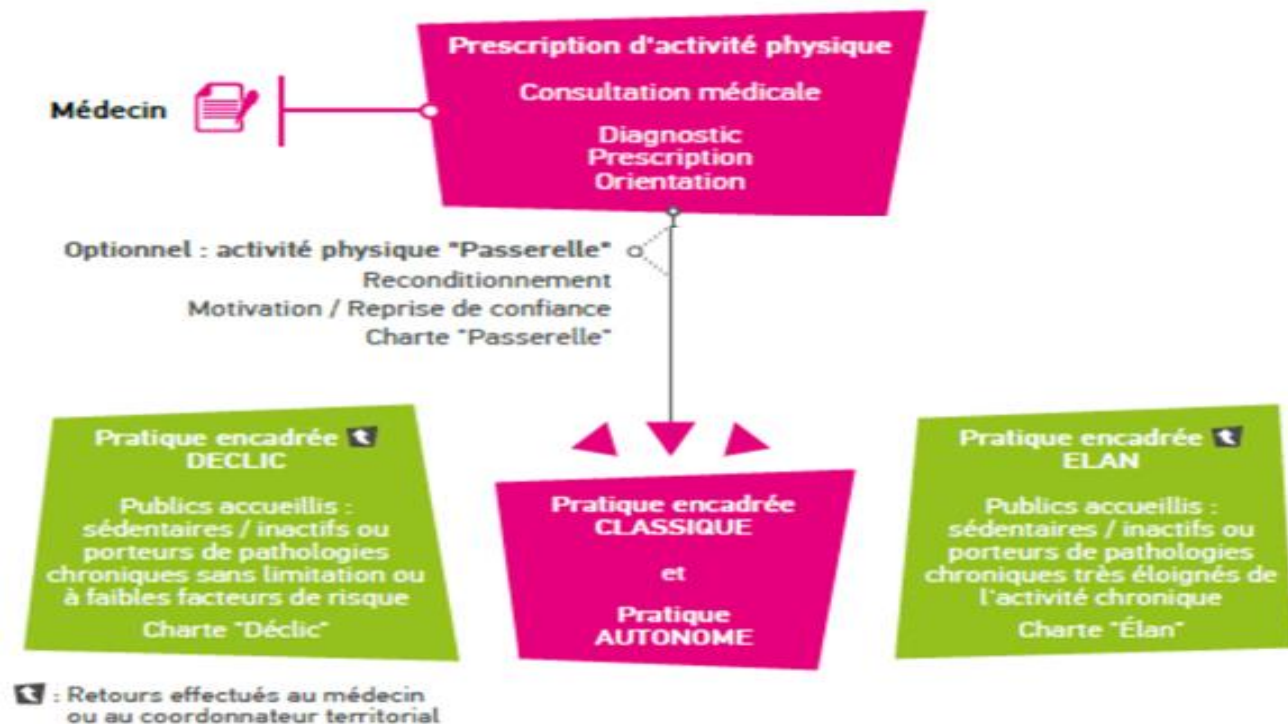 Prescription d'activité physique
Consultation médicale
Diagnostic
Prescription
Orientation
Médecin
Optionnel : activité physique "Passerelle"
Reconditionnement
Motivation / Reprise de confiance
Charte "Passerelle"
Pratique encadrée t
DECLIC
Publics accueillis :
sédentaires / inactifs ou
porteurs de pathologies
chroniques sans limitation ou
à faibles facteurs de risque
Charte "Déclic"
Pratique encadrée
CLASSIQUE
et
Pratique
AUTONOME
Pratique encadrée t
ELAN
Publics accueillis :
sédentaires / inactifs ou
porteurs de pathologies
chroniques très éloignés de
l'activité chronique
Charte "Élan"
t : Retours effectués au médecin
ou au coordonnateur territorial